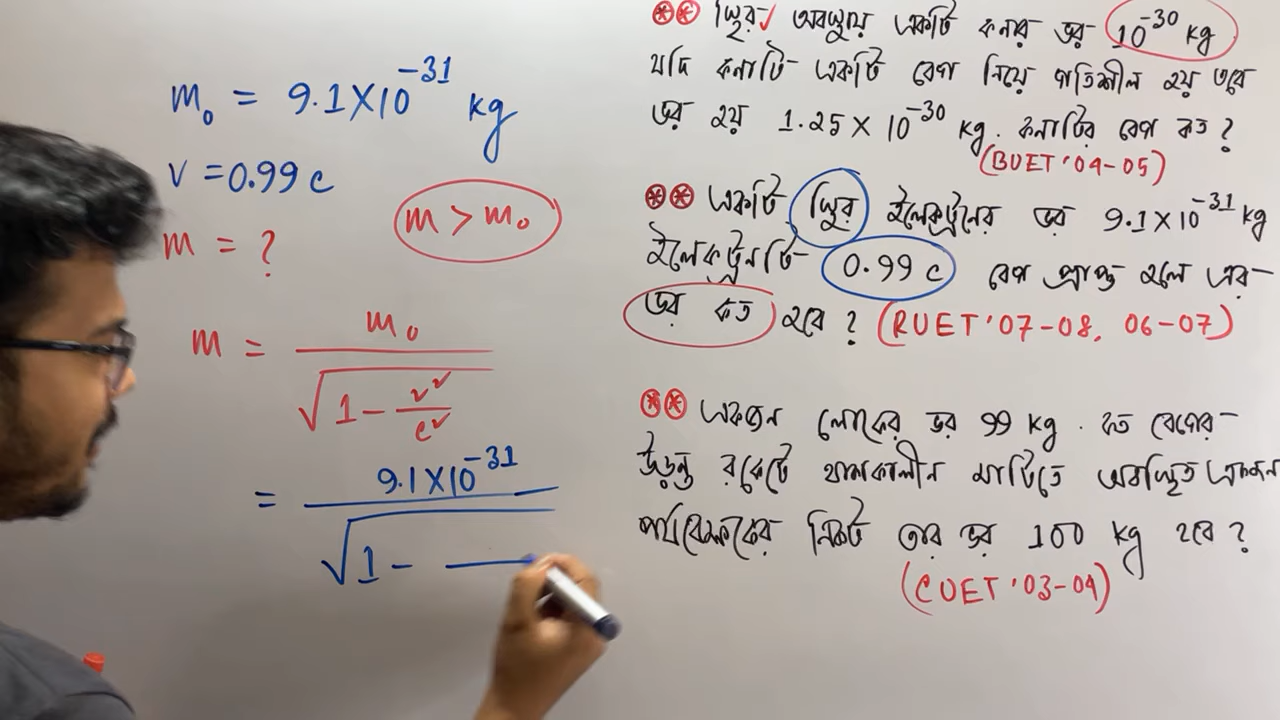 m₀ = 9.1×10⁻³¹ kg
v = 0.99 c
m = ?
m > m₀
m = m₀ / √(1 - v²/c²)
= 9.1×10⁻³¹ / √(1 -
স্থির✓ অবস্থায় একটি কনার ভর 10⁻³⁰ kg
যদি কনাটি একটি বেগ নিয়ে গতিশীল হয় তবে
ভর হয় 1.25 × 10⁻³⁰ kg. কনাটির বেগ কত ?
(BUET '04-05)
একটি স্থির ইলেকট্রনের ভর 9.1×10⁻³¹ kg
ইলেকট্রনটি 0.99 c বেগ প্রাপ্ত হলে এর
ভর কত হবে ? (RUET '07-08, 06-07)
একজন লোকের ভর 99 kg . কত বেগের
উড়ন্ত রকেটে থাকাকালীন মাটিতে অবস্থিত একজন
পর্যবেক্ষকের নিকট তার ভর 100 kg হবে ?
(CUET '03-04)